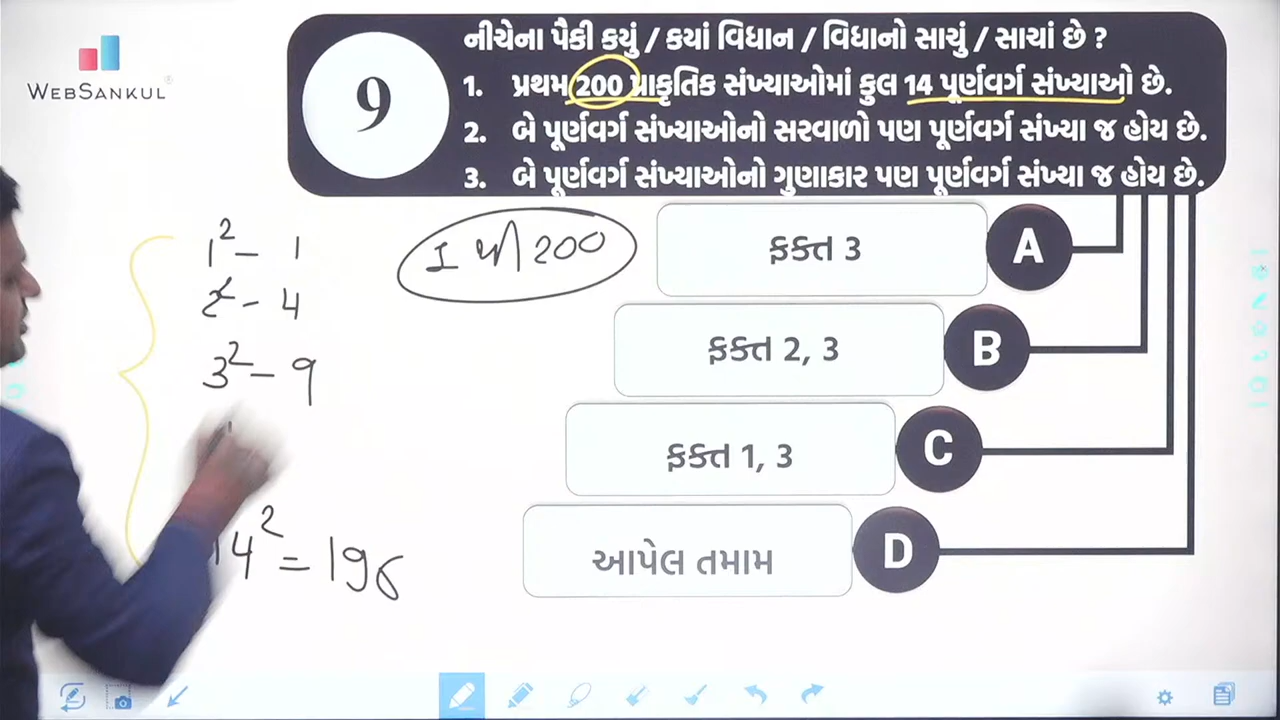 WEBSANKUL
9
નીચેના પૈકી કયું / કયાં વિધાન / વિધાનો સાચું / સાચાં છે ?
1. પ્રથમ 200 પ્રાકૃતિક સંખ્યાઓમાં કુલ 14 પૂર્ણવર્ગ સંખ્યાઓ છે.
2. બે પૂર્ણવર્ગ સંખ્યાઓનો સરવાળો પણ પૂર્ણવર્ગ સંખ્યા જ હોય છે.
3. બે પૂર્ણવર્ગ સંખ્યાઓનો ગુણાકાર પણ પૂર્ણવર્ગ સંખ્યા જ હોય છે.
1² – 1
2² – 4
3² – 9
14² = 196
1 થી 200
ફક્ત 3 A
ફક્ત 2, 3 B
ફક્ત 1, 3 C
આપેલ તમામ D